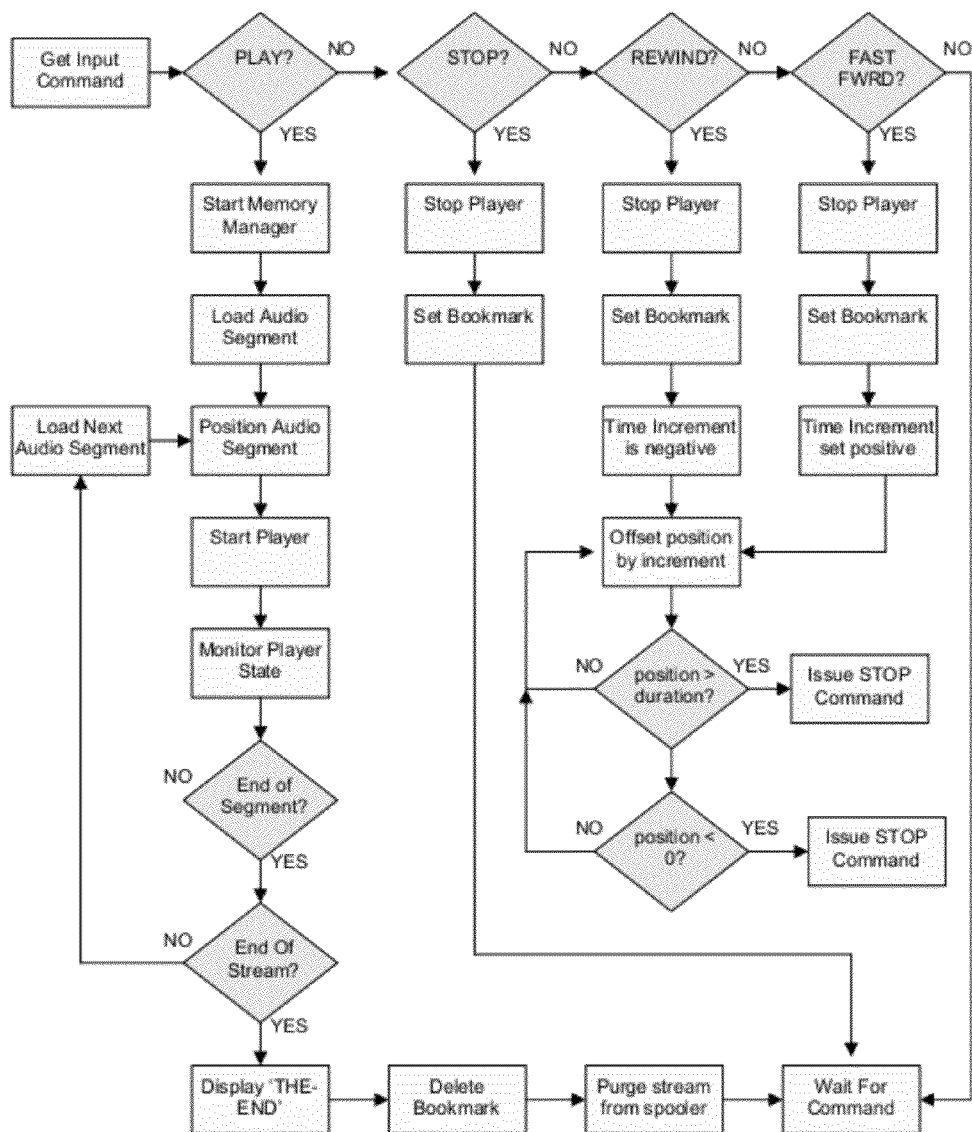 Get Input
Command
PLAY?
NO
STOP?
NO
REWIND?
NO
FAST
FWRD?
NO
YES
YES
YES
YES
Start Memory
Manager
Stop Player
Stop Player
Stop Player
Load Audio
Segment
Set Bookmark
Set Bookmark
Set Bookmark
Load Next
Audio Segment
Position Audio
Segment
Time Increment
is negative
Time Increment
set positive
Start Player
Offset position
by increment
Monitor Player
State
NO
position >
duration?
YES
Issue STOP
Command
NO
End of
Segment?
YES
NO
position <
0?
YES
Issue STOP
Command
NO
End Of
Stream?
YES
Display 'THE-
END'
Delete
Bookmark
Purge stream
from spooler
Wait For
Command